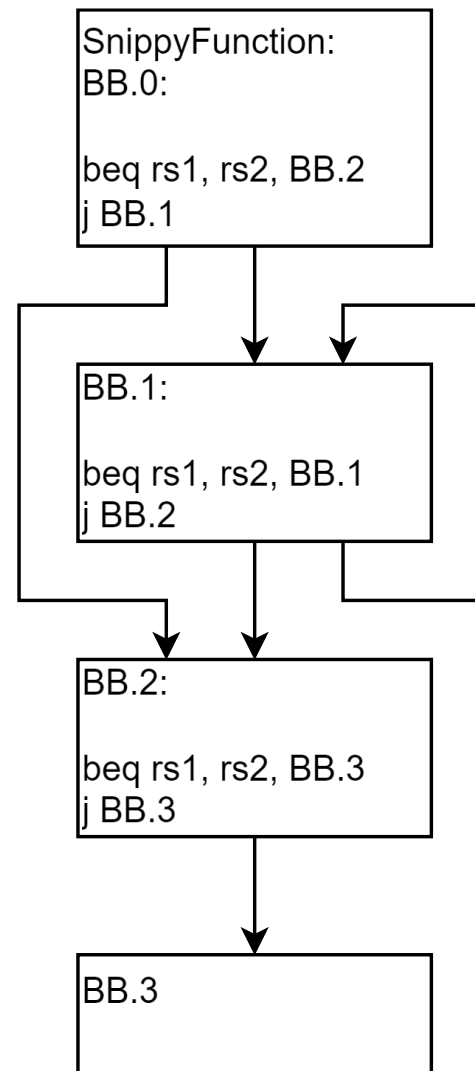 SnippyFunction:
BB.0:
beq rs1, rs2, BB.2
j BB.1
BB.1:
beq rs1, rs2, BB.1
j BB.2
BB.2:
beq rs1, rs2, BB.3
j BB.3
BB.3